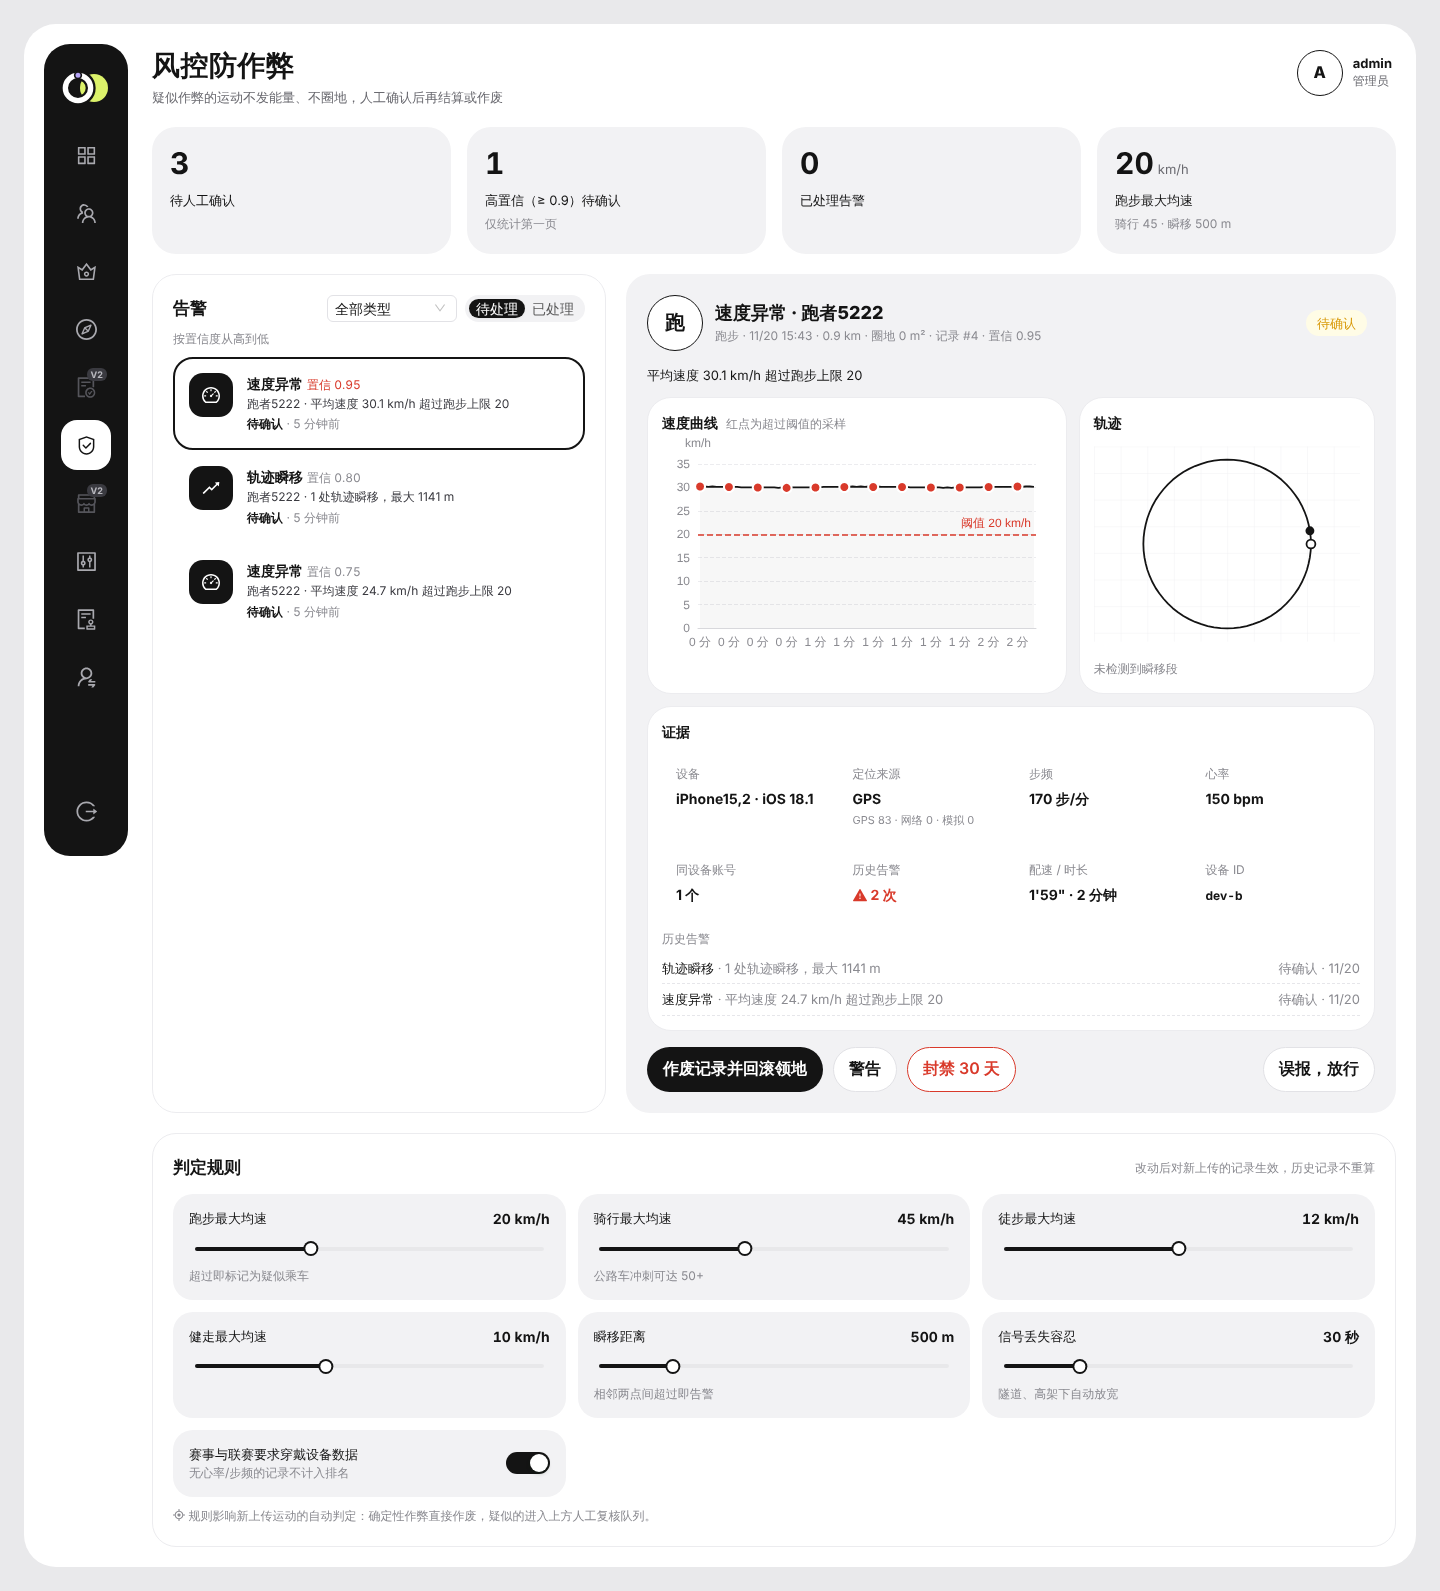 风控防作弊
疑似作弊的运动不发能量、不圈地，人工确认后再结算或作废
A
admin
管理员
V2
V2
3
待人工确认
1
高置信（≥ 0.9）待确认
仅统计第一页
0
已处理告警
20 km/h
跑步最大均速
骑行 45 · 瞬移 500 m
告警
全部类型
待处理 已处理
按置信度从高到低
速度异常 置信 0.95
跑者5222 · 平均速度 30.1 km/h 超过跑步上限 20
待确认 · 5 分钟前
轨迹瞬移 置信 0.80
跑者5222 · 1 处轨迹瞬移，最大 1141 m
待确认 · 5 分钟前
速度异常 置信 0.75
跑者5222 · 平均速度 24.7 km/h 超过跑步上限 20
待确认 · 5 分钟前
跑
速度异常 · 跑者5222
跑步 · 11/20 15:43 · 0.9 km · 圈地 0 m² · 记录 #4 · 置信 0.95
待确认
平均速度 30.1 km/h 超过跑步上限 20
速度曲线 红点为超过阈值的采样
km/h
35
30
25
阈值 20 km/h
20
15
10
5
0
0 分 0 分 0 分 0 分 1 分 1 分 1 分 1 分 1 分 1 分 2 分 2 分
轨迹
未检测到瞬移段
证据
设备 定位来源 步频 心率
iPhone15,2 · iOS 18.1 GPS 170 步/分 150 bpm
GPS 83 · 网络 0 · 模拟 0
同设备账号 历史告警 配速 / 时长 设备 ID
1 个 2 次 1'59" · 2 分钟 dev-b
历史告警
轨迹瞬移 · 1 处轨迹瞬移，最大 1141 m 待确认 · 11/20
速度异常 · 平均速度 24.7 km/h 超过跑步上限 20 待确认 · 11/20
作废记录并回滚领地 警告 封禁 30 天 误报，放行
判定规则
改动后对新上传的记录生效，历史记录不重算
跑步最大均速 20 km/h
超过即标记为疑似乘车
骑行最大均速 45 km/h
公路车冲刺可达 50+
徒步最大均速 12 km/h
健走最大均速 10 km/h
瞬移距离 500 m
相邻两点间超过即告警
信号丢失容忍 30 秒
隧道、高架下自动放宽
赛事与联赛要求穿戴设备数据
无心率/步频的记录不计入排名
规则影响新上传运动的自动判定：确定性作弊直接作废，疑似的进入上方人工复核队列。